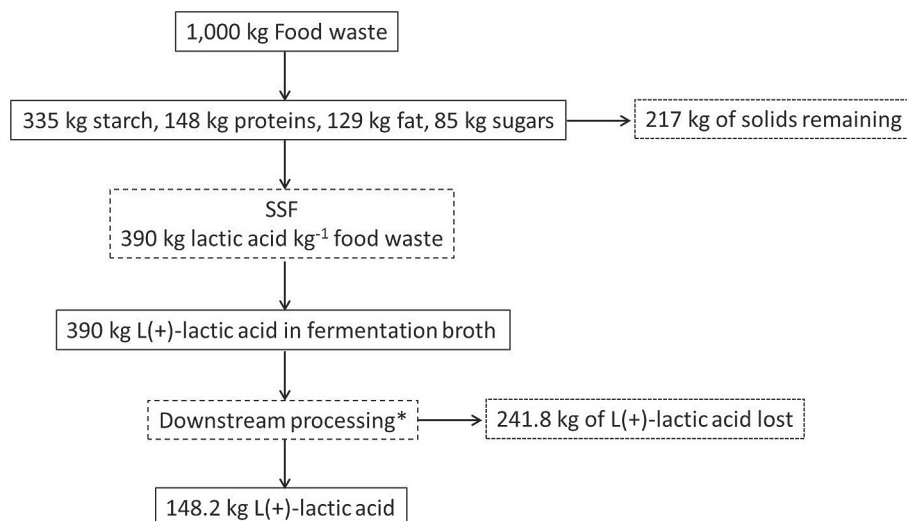 1,000 kg Food waste
335 kg starch, 148 kg proteins, 129 kg fat, 85 kg sugars
217 kg of solids remaining
SSF
390 kg lactic acid kg⁻¹ food waste
390 kg L(+)-lactic acid in fermentation broth
Downstream processing*
241.8 kg of L(+)-lactic acid lost
148.2 kg L(+)-lactic acid